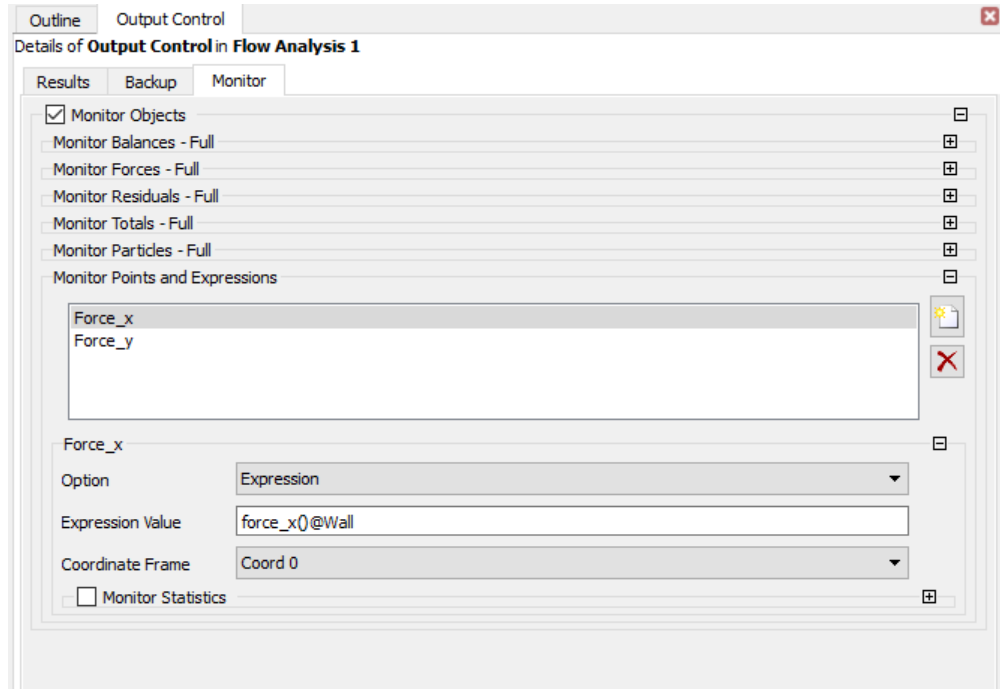 Outline Output Control
Details of Output Control in Flow Analysis 1
Results Backup Monitor
Monitor Objects
Monitor Balances - Full
Monitor Forces - Full
Monitor Residuals - Full
Monitor Totals - Full
Monitor Particles - Full
Monitor Points and Expressions
Force_x
Force_y
Force_x
Option Expression
Expression Value force_x()@Wall
Coordinate Frame Coord 0
Monitor Statistics